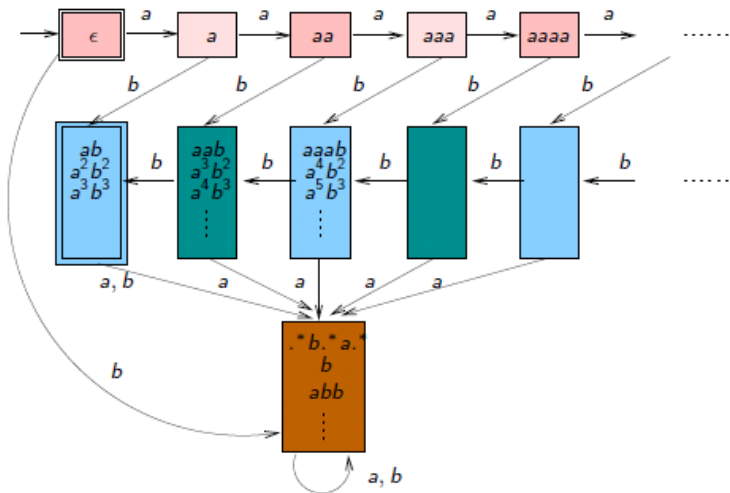 a a a a a
ϵ a aa aaa aaaa
b b b b b
ab aab aaab
a²b² b a³b² b a⁴b² b b b
a³b³ a⁴b³ a⁵b³
a, b a a a a
.*b.*a.*
b
b
abb
a, b